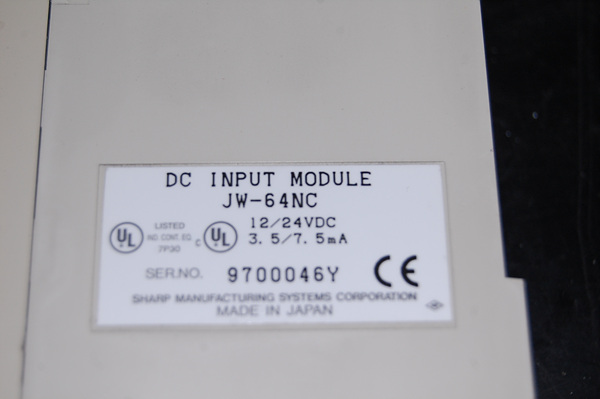 DC INPUT MODULE
JW-64NC
UL LISTED IND. CONT. EQ. 7P30 c UL 12/24VDC
3.5/7.5mA
SER.NO. 9700046Y CE
SHARP MANUFACTURING SYSTEMS CORPORATION
MADE IN JAPAN